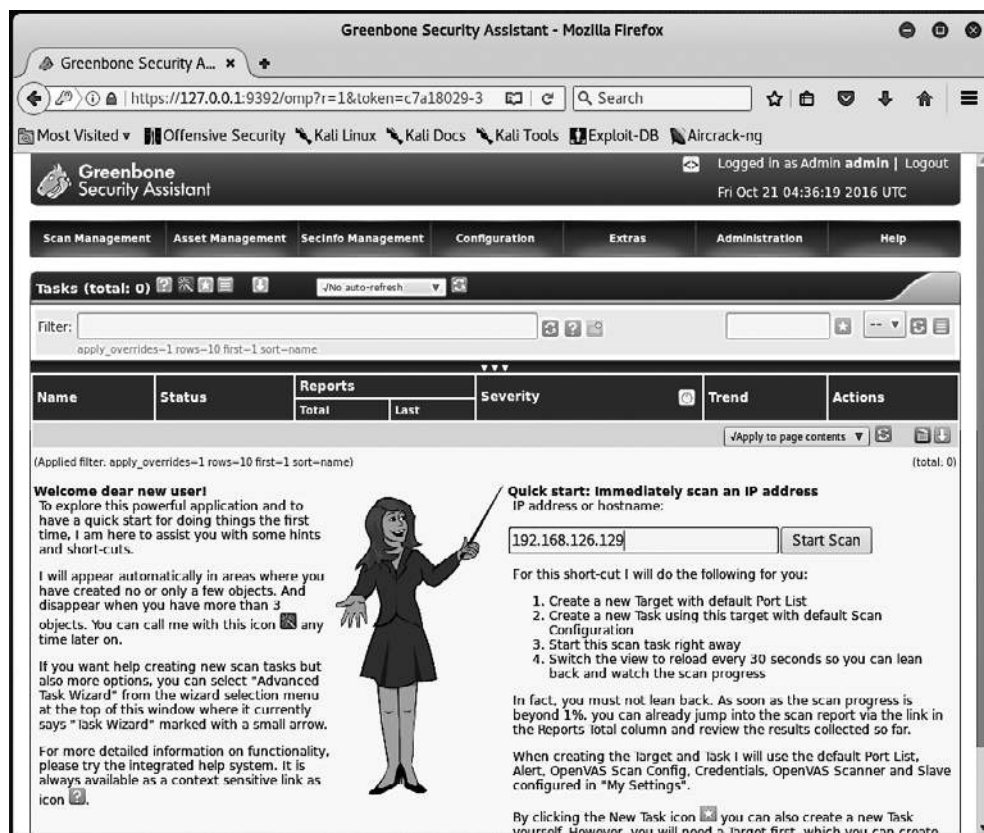 Greenbone Security Assistant - Mozilla Firefox
Greenbone Security A...
https://127.0.0.1:9392/omp?r=1&token=c7a18029-3
Search
Most Visited
Offensive Security
Kali Linux
Kali Docs
Kali Tools
Exploit-DB
Aircrack-ng
Greenbone
Security Assistant
Logged in as Admin admin | Logout
Fri Oct 21 04:36:19 2016 UTC
Scan Management
Asset Management
SecInfo Management
Configuration
Extras
Administration
Help
Tasks (total: 0)
√No auto-refresh
Filter:
apply_overrides=1 rows=10 first=1 sort=name
--
Name
Status
Reports
Total
Last
Severity
Trend
Actions
√Apply to page contents
(Applied filter. apply_overrides=1 rows=10 first=1 sort=name)
(total: 0)
Welcome dear new user!
To explore this powerful application and to
have a quick start for doing things the first
time, I am here to assist you with some hints
and short-cuts.
I will appear automatically in areas where you
have created no or only a few objects. And
disappear when you have more than 3
objects. You can call me with this icon any
time later on.
If you want help creating new scan tasks but
also more options, you can select "Advanced
Task Wizard" from the wizard selection menu
at the top of this window where it currently
says "Task Wizard" marked with a small arrow.
For more detailed information on functionality,
please try the integrated help system. It is
always available as a context sensitive link as
icon ?.
Quick start: Immediately scan an IP address
IP address or hostname:
192.168.126.129
Start Scan
For this short-cut I will do the following for you:
1. Create a new Target with default Port List
2. Create a new Task using this target with default Scan
Configuration
3. Start this scan task right away
4. Switch the view to reload every 30 seconds so you can lean
back and watch the scan progress
In fact, you must not lean back. As soon as the scan progress is
beyond 1%, you can already jump into the scan report via the link in
the Reports Total column and review the results collected so far.
When creating the Target and Task I will use the default Port List,
Alert, OpenVAS Scan Config, Credentials, OpenVAS Scanner and Slave
configured in "My Settings".
By clicking the New Task icon you can also create a new Task
yourself. However, you will need a Target first, which you can create